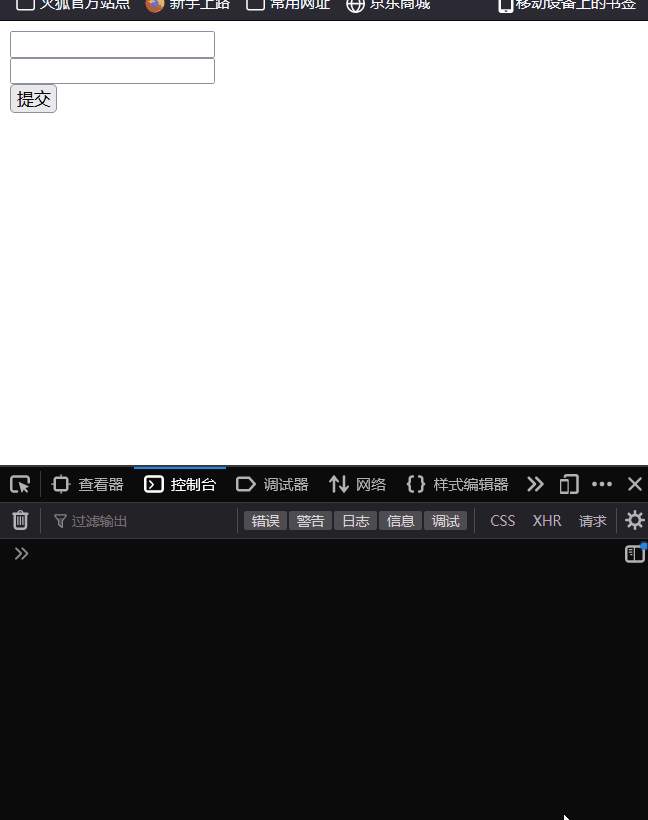 火狐官方站点 新手上路 常用网址 京东商城 移动设备上的书签
提交
查看器 控制台 调试器 网络 样式编辑器
过滤输出 错误 警告 日志 信息 调试 CSS XHR 请求